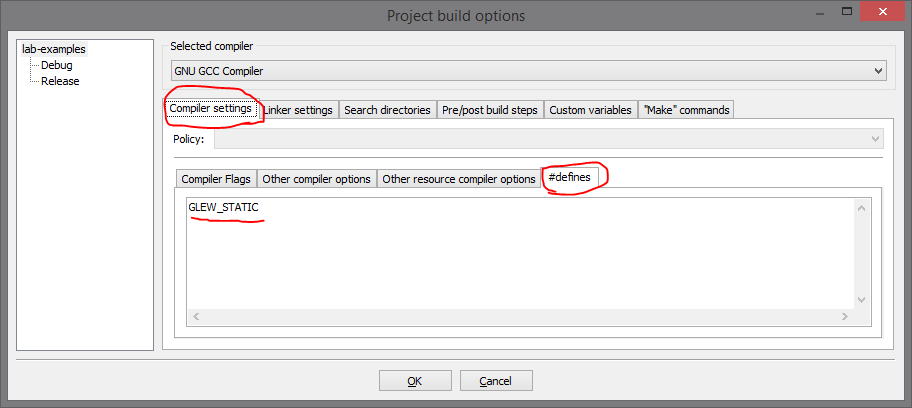 Project build options
lab-examples
Debug
Release
Selected compiler
GNU GCC Compiler
Compiler settings
Linker settings
Search directories
Pre/post build steps
Custom variables
"Make" commands
Policy:
Compiler Flags
Other compiler options
Other resource compiler options
#defines
GLEW_STATIC
OK
Cancel